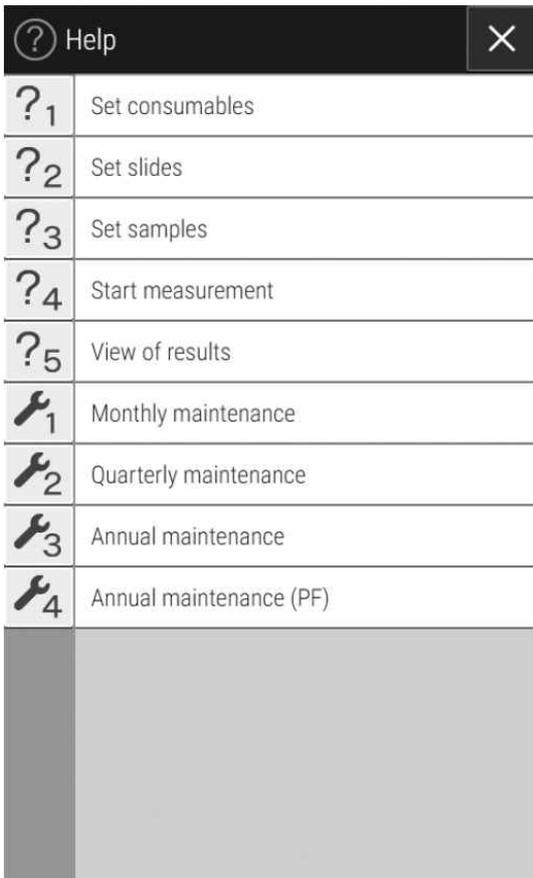 ? Help
?1 Set consumables
?2 Set slides
?3 Set samples
?4 Start measurement
?5 View of results
1 Monthly maintenance
2 Quarterly maintenance
3 Annual maintenance
4 Annual maintenance (PF)